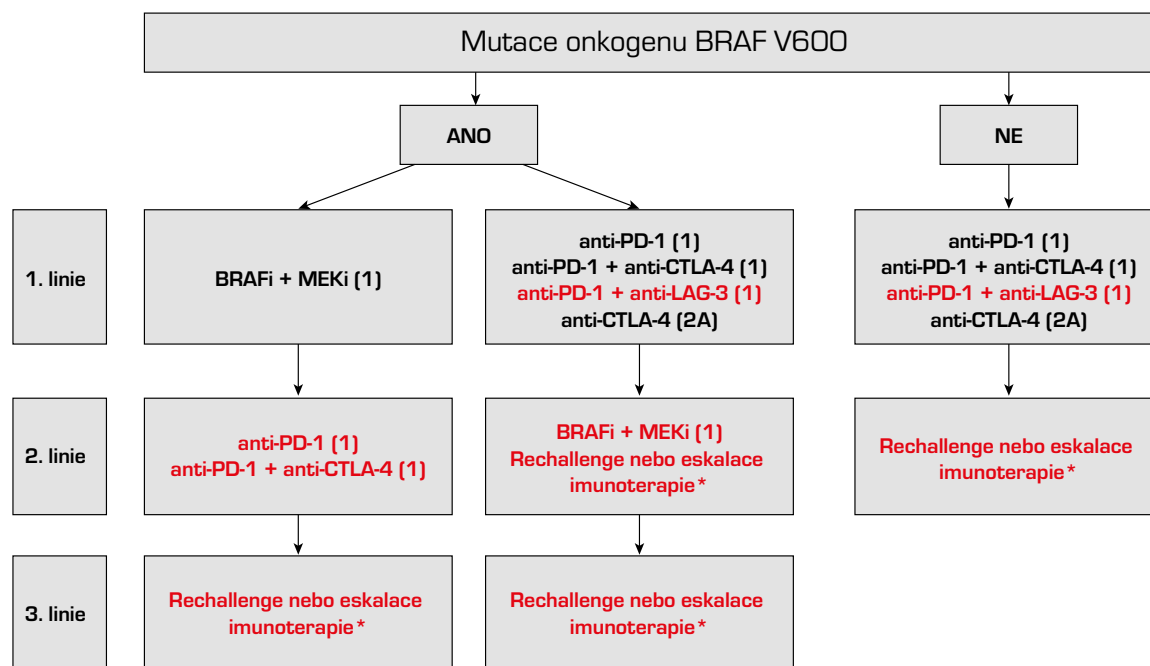 Mutace onkogenu BRAF V600
ANO
NE
1. linie
BRAFi + MEKi (1)
anti-PD-1 (1)
anti-PD-1 + anti-CTLA-4 (1)
anti-PD-1 + anti-LAG-3 (1)
anti-CTLA-4 (2A)
anti-PD-1 (1)
anti-PD-1 + anti-CTLA-4 (1)
anti-PD-1 + anti-LAG-3 (1)
anti-CTLA-4 (2A)
2. linie
anti-PD-1 (1)
anti-PD-1 + anti-CTLA-4 (1)
BRAFi + MEKi (1)
Rechallenge nebo eskalace
imunoterapie*
Rechallenge nebo eskalace
imunoterapie*
3. linie
Rechallenge nebo eskalace
imunoterapie*
Rechallenge nebo eskalace
imunoterapie*